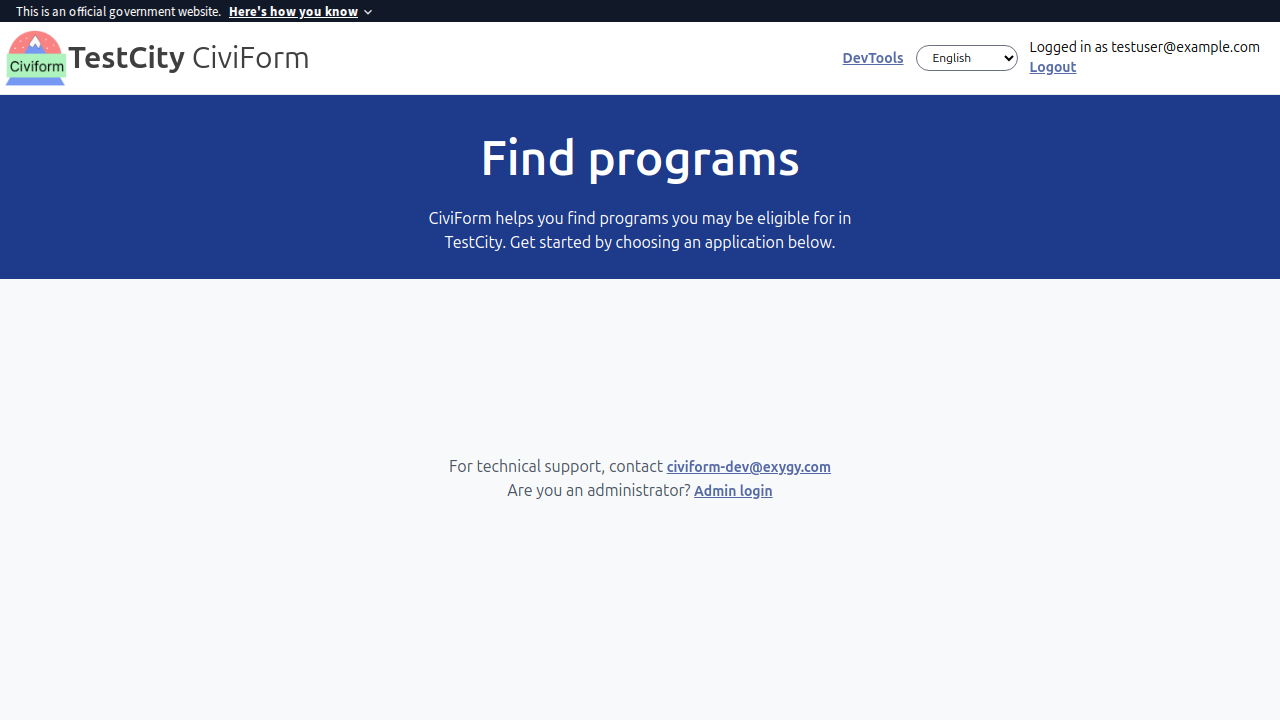 This is an official government website. Here's how you know
Civiform
TestCity CiviForm
DevTools
English
Logged in as testuser@example.com
Logout
Find programs
CiviForm helps you find programs you may be eligible for in
TestCity. Get started by choosing an application below.
For technical support, contact civiform-dev@exygy.com
Are you an administrator? Admin login